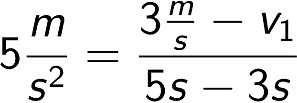 5 m/s² = (3 m/s − v₁)/(5s − 3s)